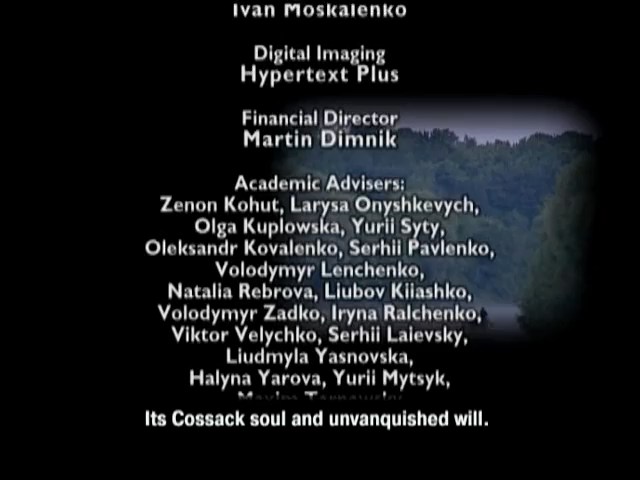 Ivan Moskalenko
Digital Imaging
Hypertext Plus
Financial Director
Martin Dimnik
Academic Advisers:
Zenon Kohut, Larysa Onyshkevych,
Olga Kuplowska, Yurii Syty,
Oleksandr Kovalenko, Serhii Pavlenko,
Volodymyr Lenchenko,
Natalia Rebrova, Liubov Kiiashko,
Volodymyr Zadko, Iryna Ralchenko,
Viktor Velychko, Serhii Laievsky,
Liudmyla Yasnovska,
Halyna Yarova, Yurii Mytsyk,
Its Cossack soul and unvanquished will.